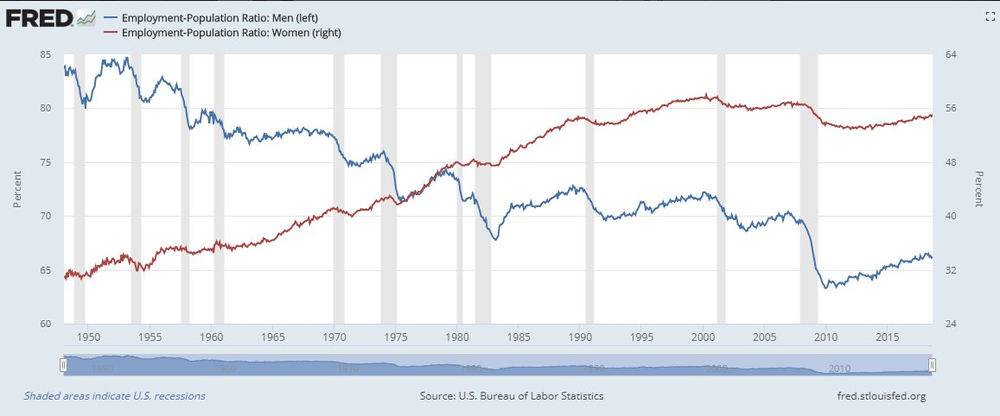 FRED
Employment-Population Ratio: Men (left)
Employment-Population Ratio: Women (right)
85
80
75
70
65
60
Percent
64
56
48
40
32
24
Percent
1950 1955 1960 1965 1970 1975 1980 1985 1990 1995 2000 2005 2010 2015
1950 1960 1970 1980 1990 2000 2010
Shaded areas indicate U.S. recessions
Source: U.S. Bureau of Labor Statistics
fred.stlouisfed.org